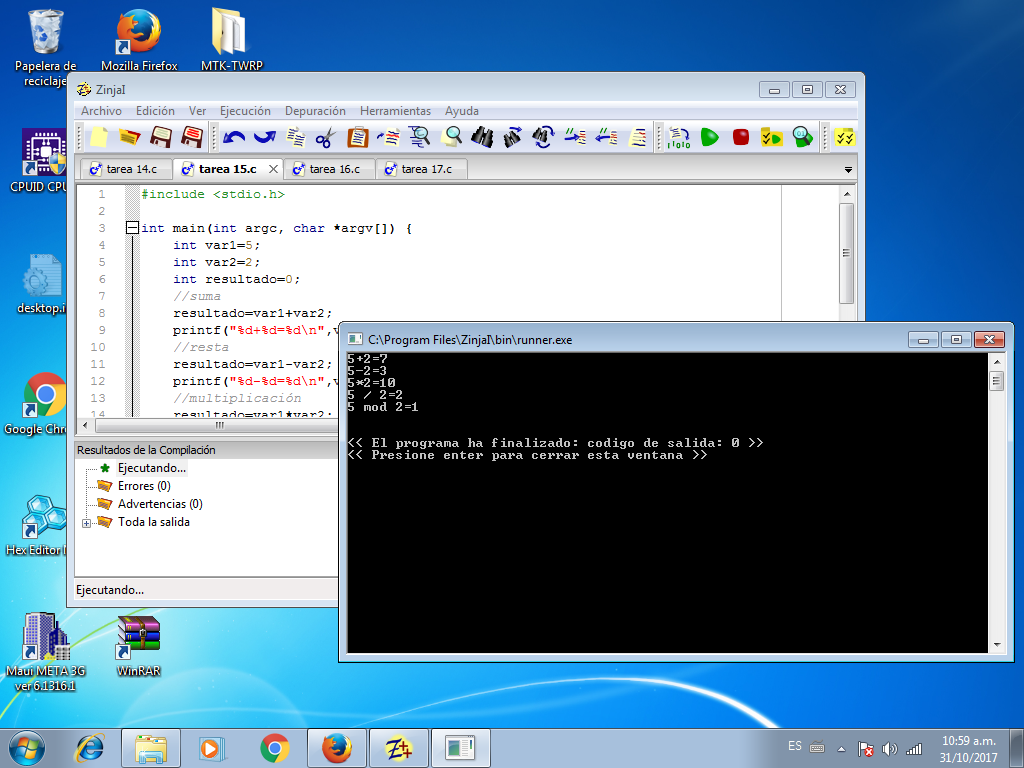 Papelera de
reciclaje
Mozilla Firefox
MTK-TWRP
CPUID CPU
desktop.i
Google Chro
Hex Editor
Maui META 3G
ver 6.1316.1
WinRAR
ZinjaI
Archivo Edición Ver Ejecución Depuración Herramientas Ayuda
tarea 14.c tarea 15.c tarea 16.c tarea 17.c
1 #include <stdio.h>
2
3 int main(int argc, char *argv[]) {
4 int var1=5;
5 int var2=2;
6 int resultado=0;
7 //suma
8 resultado=var1+var2;
9 printf("%d+%d=%d\n",v
10 //resta
11 resultado=var1-var2;
12 printf("%d-%d=%d\n",v
13 //multiplicación
14 resultado=var1*var2;
Resultados de la Compilación
Ejecutando...
Errores (0)
Advertencias (0)
Toda la salida
Ejecutando...
C:\Program Files\ZinjaI\bin\runner.exe
5+2=7
5-2=3
5*2=10
5 / 2=2
5 mod 2=1
<< El programa ha finalizado: codigo de salida: 0 >>
<< Presione enter para cerrar esta ventana >>
ES
10:59 a.m.
31/10/2017